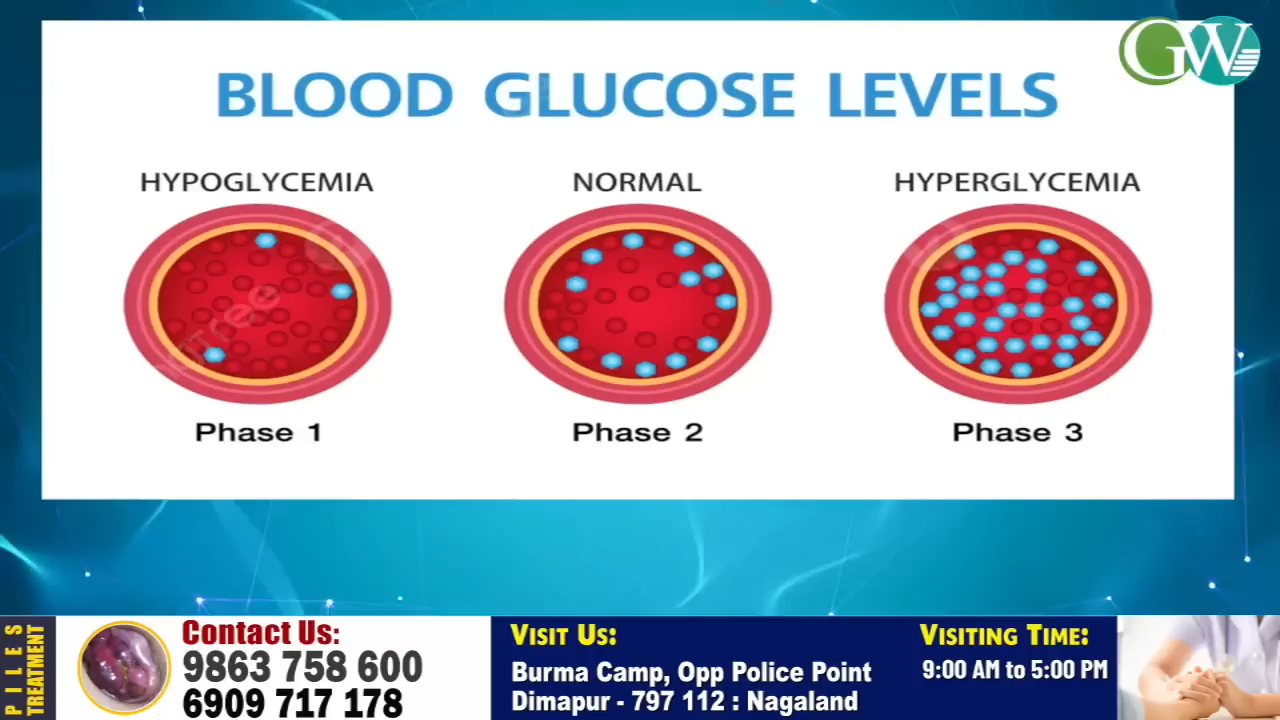 GW
BLOOD GLUCOSE LEVELS
HYPOGLYCEMIA
NORMAL
HYPERGLYCEMIA
Phase 1
Phase 2
Phase 3
PILES
TREATMENT
Contact Us:
9863 758 600
6909 717 178
VISIT US:
Burma Camp, Opp Police Point
Dimapur - 797 112 : Nagaland
VISITING TIME:
9:00 AM to 5:00 PM